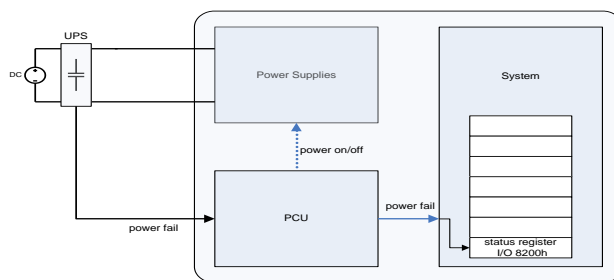 UPS
DC
Power Supplies
System
power on/off
power fail
PCU
power fail
status register
I/O 8200h